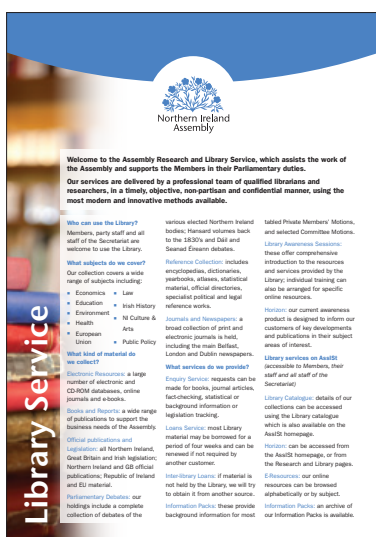 Northern Ireland
Assembly
Welcome to the Assembly Research and Library Service, which assists the work of
the Assembly and supports the Members in their Parliamentary duties.
Our services are delivered by a professional team of qualified librarians and
researchers, in a timely, objective, non-partisan and confidential manner, using the
most modern and innovative methods available.
Library Service
Who can use the Library?
Members, party staff and all
staff of the Secretariat are
welcome to use the Library.
What subjects do we cover?
Our collection covers a wide
range of subjects including:
• Economics
• Education
• Environment
• Health
• European
Union
• Law
• Irish History
• NI Culture &
Arts
• Public Policy
What kind of material do
we collect?
Electronic Resources: a large
number of electronic and
CD-ROM databases, online
journals and e-books.
Books and Reports: a wide range
of publications to support the
business needs of the Assembly.
Official publications and
Legislation: all Northern Ireland,
Great Britain and Irish legislation;
Northern Ireland and GB official
publications; Republic of Ireland
and EU material.
Parliamentary Debates: our
holdings include a complete
collection of debates of the
various elected Northern Ireland
bodies; Hansard volumes back
to the 1830's and Dáil and
Seanad Éireann debates.
Reference Collection: includes
encyclopaedias, dictionaries,
yearbooks, atlases, statistical
material, official directories,
specialist political and legal
reference works.
Journals and Newspapers: a
broad collection of print and
electronic journals is held,
including the main Belfast,
London and Dublin newspapers.
What services do we provide?
Enquiry Service: requests can be
made for books, journal articles,
fact-checking, statistical or
background information or
legislation tracking.
Loans Service: most Library
material may be borrowed for a
period of four weeks and can be
renewed if not required by
another customer.
Inter-library Loans: if material is
not held by the Library, we will try
to obtain it from another source.
Information Packs: these provide
background information for most
tabled Private Members' Motions,
and selected Committee Motions.
Library Awareness Sessions:
these offer comprehensive
introduction to the resources
and services provided by the
Library; individual training can
also be arranged for specific
online resources.
Horizon: our current awareness
product is designed to inform our
customers of key developments
and publications in their subject
areas of interest.
Library services on AssISt
(accessible to Members, their
staff and all staff of the
Secretariat)
Library Catalogue: details of our
collections can be accessed
using the Library catalogue
which is also available on the
AssISt homepage.
Horizon: can be accessed from
the AssISt homepage, or from
the Research and Library pages.
E-Resources: our online
resources can be browsed
alphabetically or by subject.
Information Packs: an archive of
our Information Packs is available.